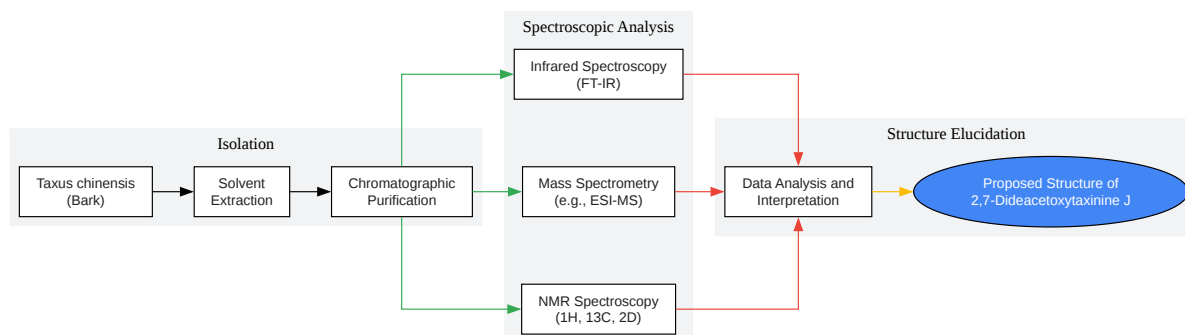 Isolation
Taxus chinensis
(Bark)
Solvent
Extraction
Chromatographic
Purification
Spectroscopic Analysis
Infrared Spectroscopy
(FT-IR)
Mass Spectrometry
(e.g., ESI-MS)
NMR Spectroscopy
(1H, 13C, 2D)
Structure Elucidation
Data Analysis and
Interpretation
Proposed Structure of
2,7-Dideacetoxytaxinine J